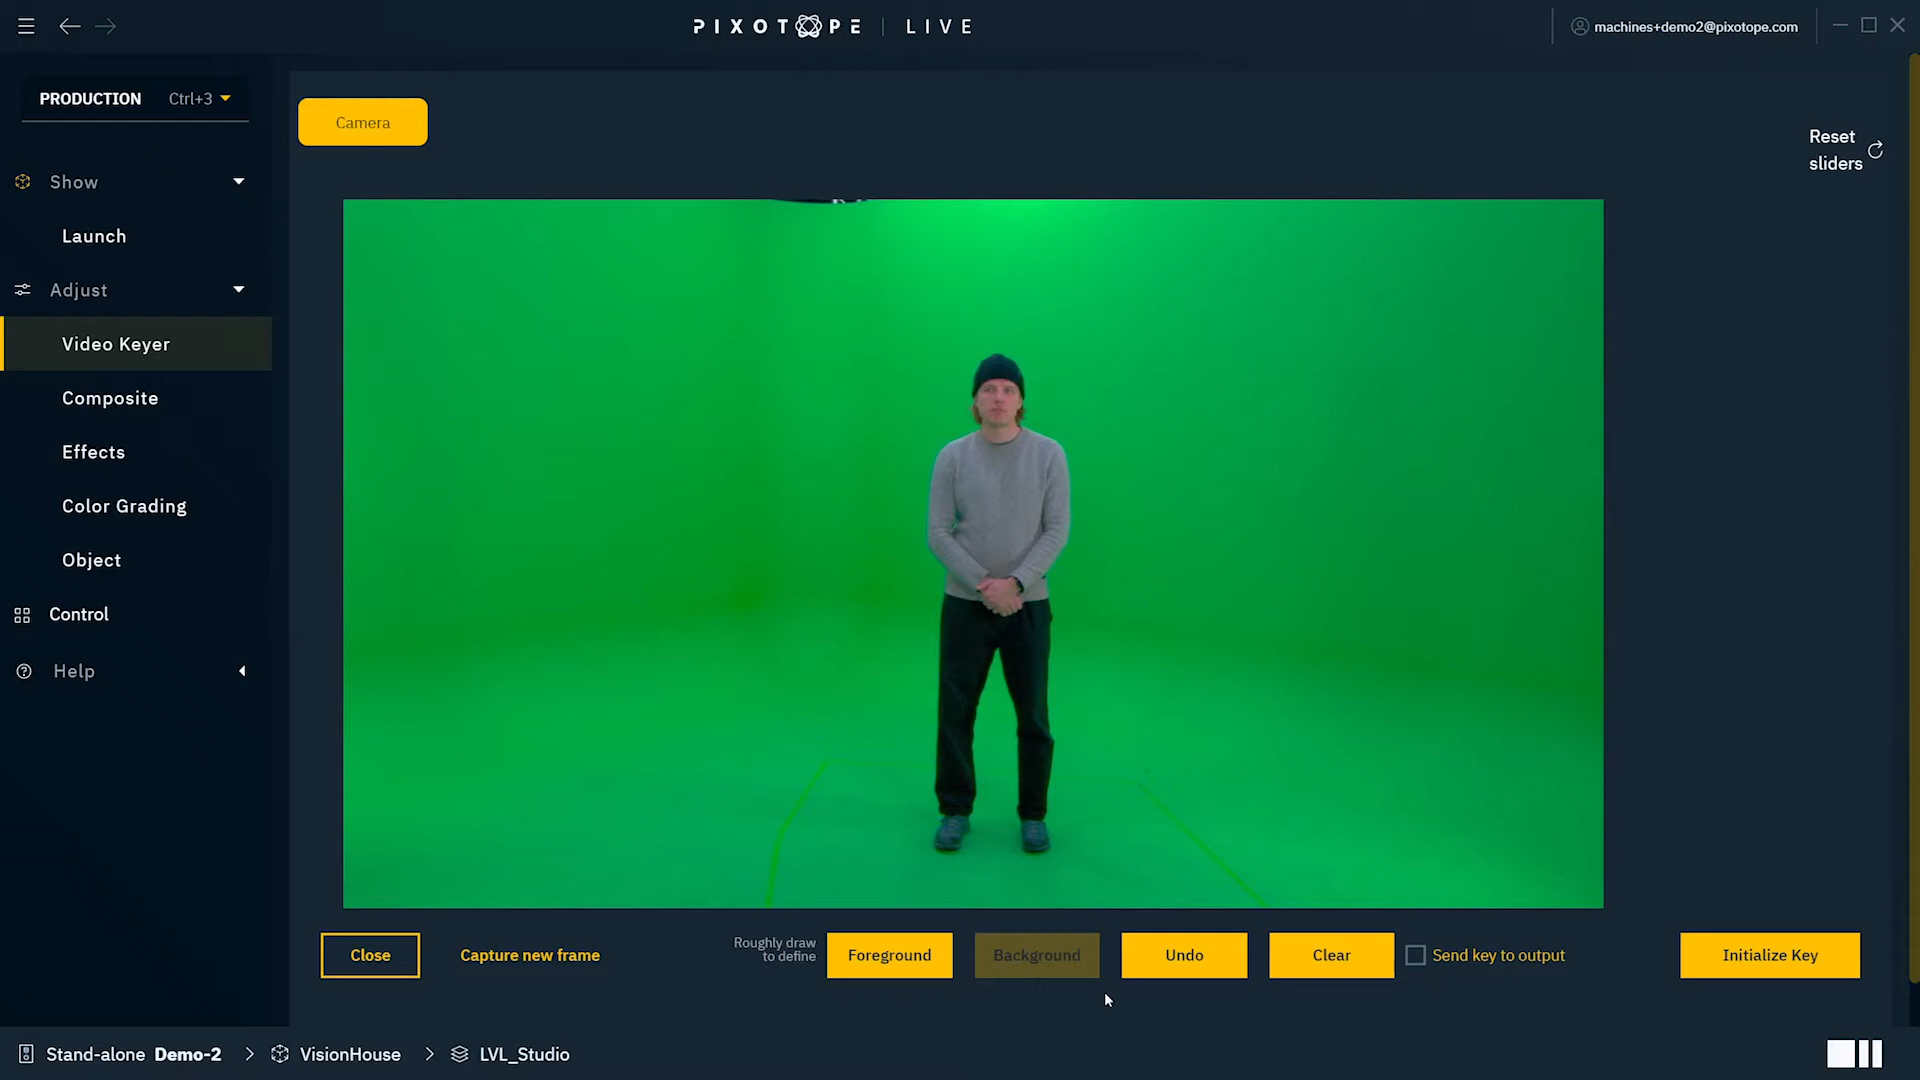 PIXOTOPE | LIVE
machines+demo2@pixotope.com
PRODUCTION Ctrl+3
Camera
Reset
sliders
Show
Launch
Adjust
Video Keyer
Composite
Effects
Color Grading
Object
Control
Help
Close
Capture new frame
Roughly draw
to define
Foreground
Background
Undo
Clear
Send key to output
Initialize Key
Stand-alone Demo-2 > VisionHouse > LVL_Studio